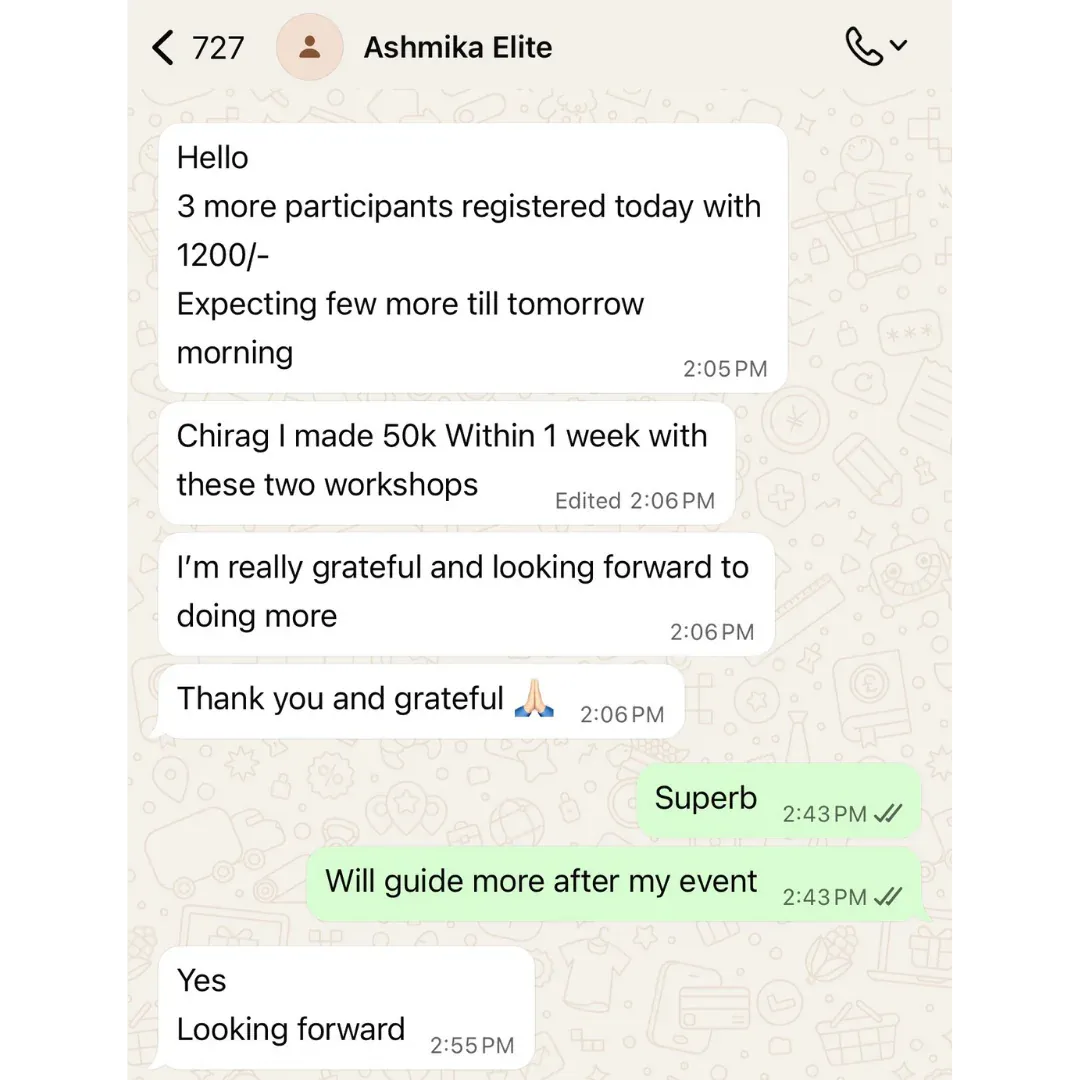 727
Ashmika Elite
Hello
3 more participants registered today with
1200/-
Expecting few more till tomorrow
morning
2:05 PM
Chirag I made 50k Within 1 week with
these two workshops
Edited 2:06 PM
I’m really grateful and looking forward to
doing more
2:06 PM
Thank you and grateful 🙏🏻
2:06 PM
Superb
2:43 PM
Will guide more after my event
2:43 PM
Yes
Looking forward
2:55 PM